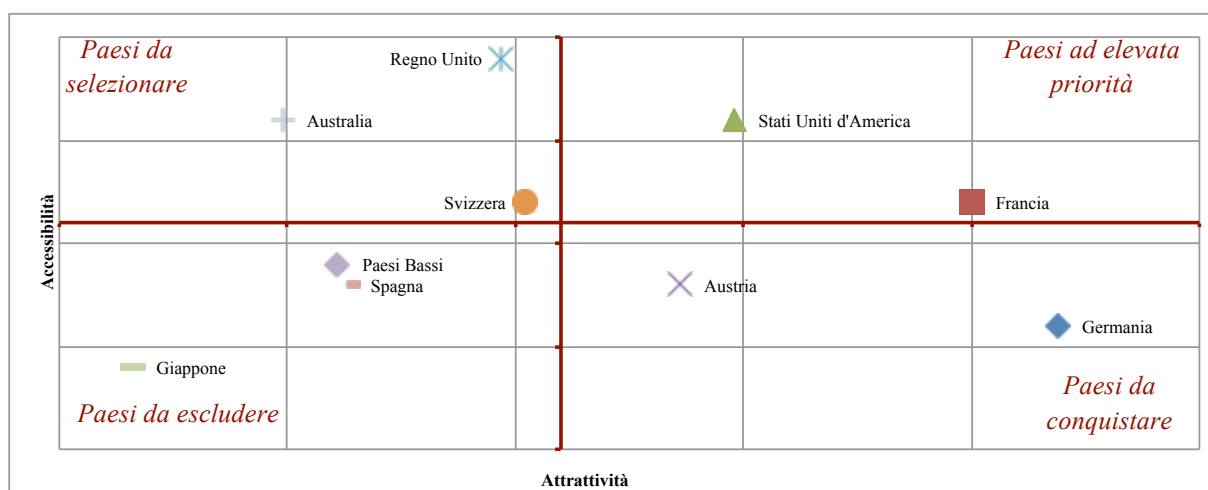 Paesi da
selezionare
Regno Unito
Paesi ad elevata
priorità
Australia
Stati Uniti d'America
Svizzera
Francia
Accessibilità
Paesi Bassi
Spagna
Austria
Germania
Giappone
Paesi da escludere
Paesi da
conquistare
Attrattività